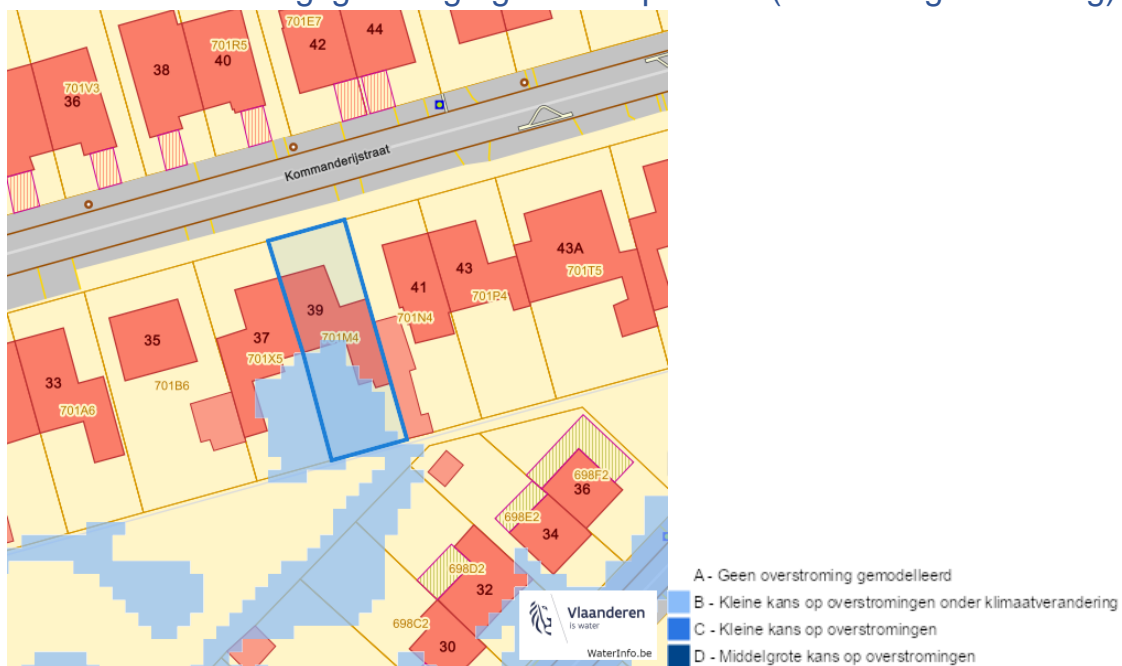 701E7
42
44
701R5
38
40
701V3
36
Kommanderijstraat
43A
701T5
43
41
701P4
39
701N4
37
701M4
35
701X5
701B6
33
701A6
698F2
36
698E2
34
698D2
32
698C2
30
Vlaanderen
is water
WaterInfo.be
A - Geen overstroming gemodelleerd
B - Kleine kans op overstromingen onder klimaatverandering
C - Kleine kans op overstromingen
D - Middelgrote kans op overstromingen